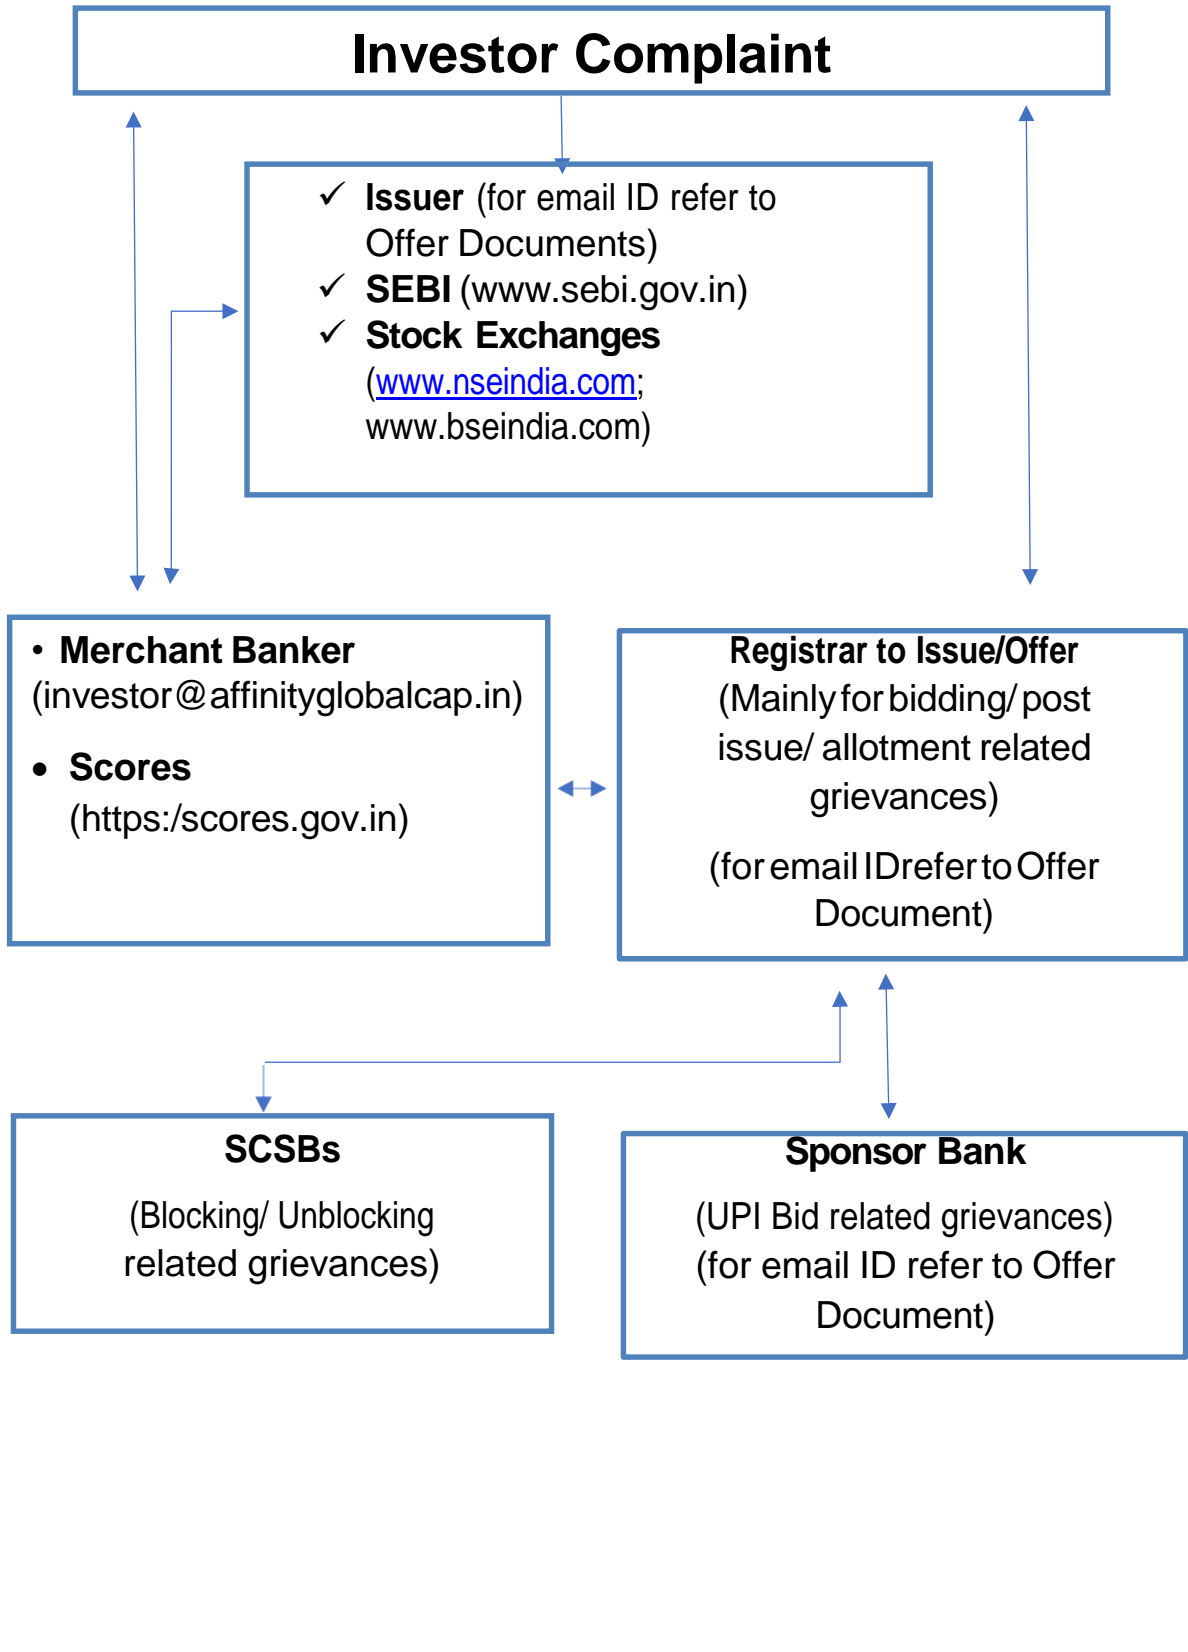 Investor Complaint
✓ Issuer (for email ID refer to
Offer Documents)
✓ SEBI (www.sebi.gov.in)
✓ Stock Exchanges
(www.nseindia.com;
www.bseindia.com)
• Merchant Banker
(investor@affinityglobalcap.in)
• Scores
(https:/scores.gov.in)
Registrar to Issue/Offer
(Mainly for bidding/ post
issue/ allotment related
grievances)
(for email IDrefer to Offer
Document)
SCSBs
(Blocking/ Unblocking
related grievances)
Sponsor Bank
(UPI Bid related grievances)
(for email ID refer to Offer
Document)